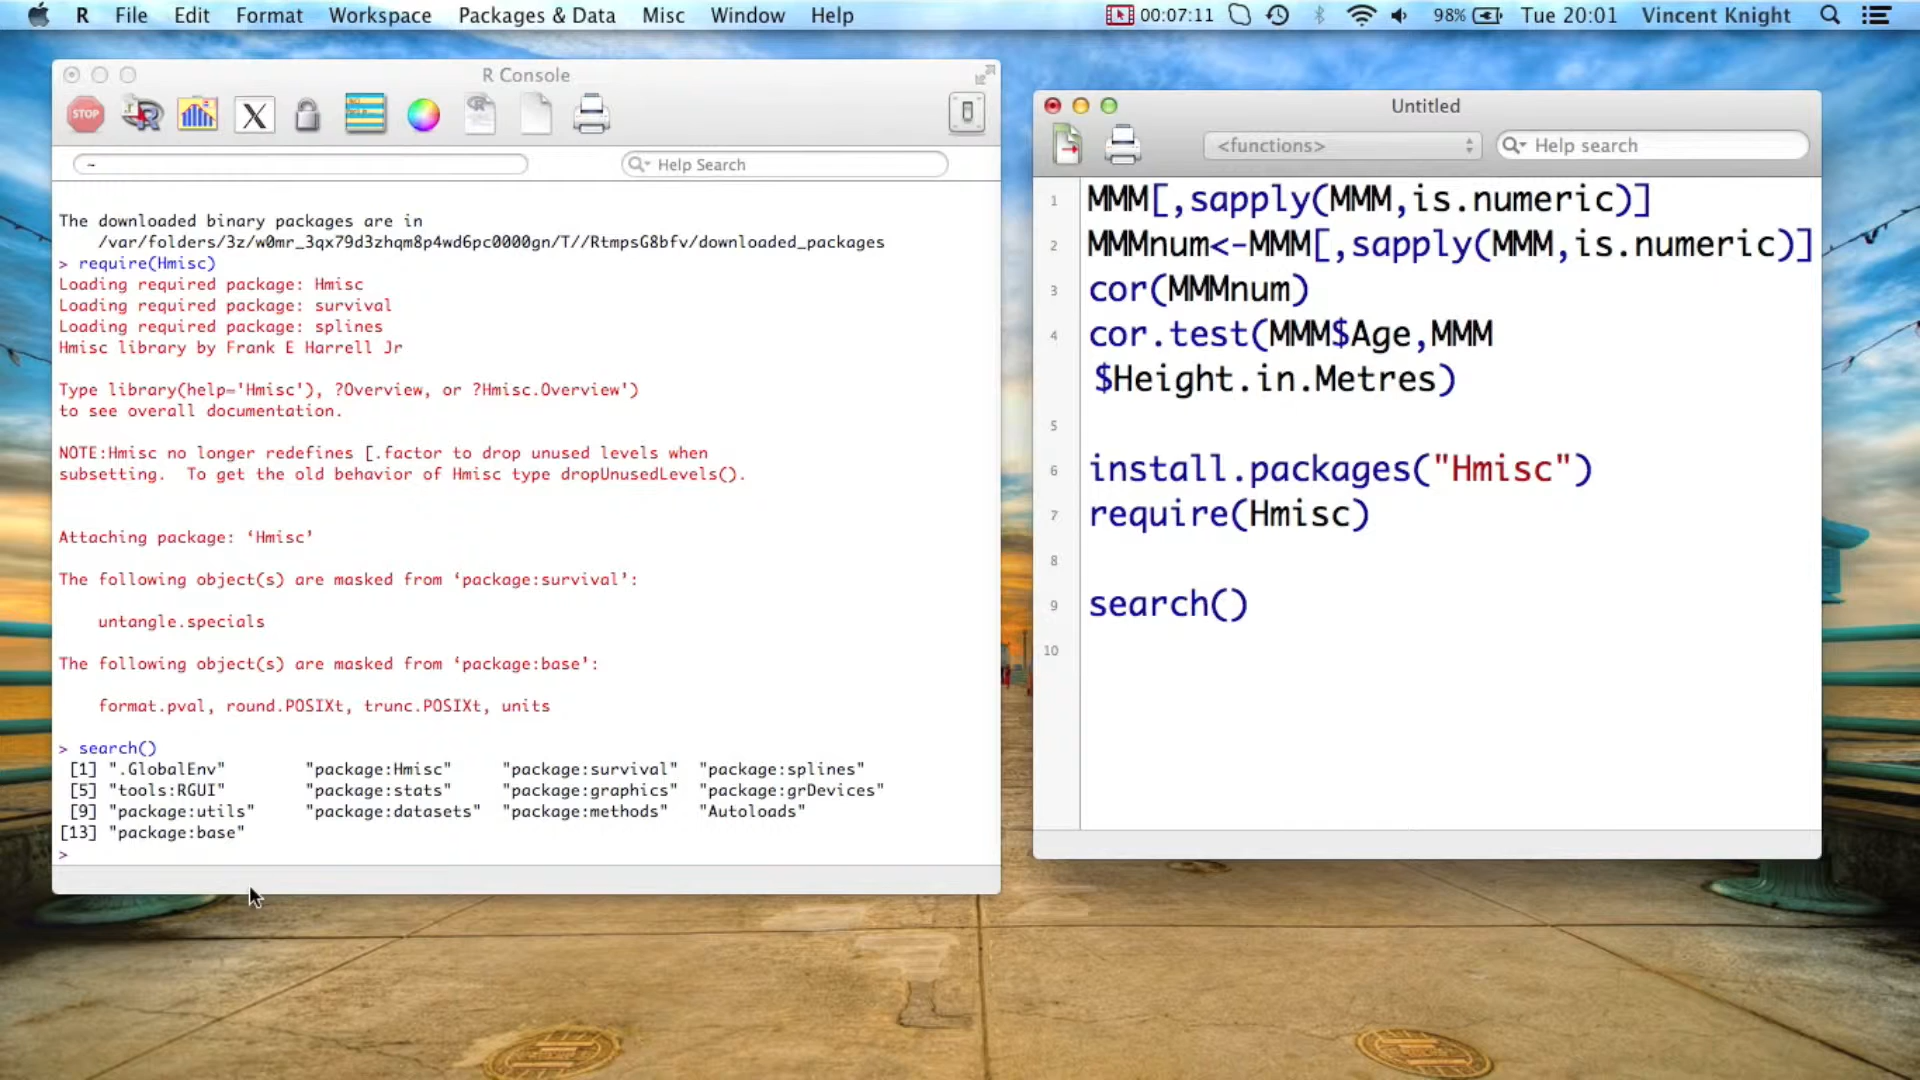 R File Edit Format Workspace Packages & Data Misc Window Help 00:07:11 98% Tue 20:01 Vincent Knight
R Console
STOP
X
~ Help Search
The downloaded binary packages are in
/var/folders/3z/w0mr_3qx79d3zhqm8p4wd6pc0000gn/T//RtmpsG8bfv/downloaded_packages
> require(Hmisc)
Loading required package: Hmisc
Loading required package: survival
Loading required package: splines
Hmisc library by Frank E Harrell Jr
Type library(help='Hmisc'), ?Overview, or ?Hmisc.Overview')
to see overall documentation.
NOTE:Hmisc no longer redefines [.factor to drop unused levels when
subsetting.  To get the old behavior of Hmisc type dropUnusedLevels().
Attaching package: ‘Hmisc’
The following object(s) are masked from ‘package:survival’:
untangle.specials
The following object(s) are masked from ‘package:base’:
format.pval, round.POSIXt, trunc.POSIXt, units
> search()
[1] ".GlobalEnv" "package:Hmisc" "package:survival" "package:splines"
[5] "tools:RGUI" "package:stats" "package:graphics" "package:grDevices"
[9] "package:utils" "package:datasets" "package:methods" "Autoloads"
[13] "package:base"
>
Untitled
<functions> Help search
1 MMM[,sapply(MMM,is.numeric)]
2 MMMnum<-MMM[,sapply(MMM,is.numeric)]
3 cor(MMMnum)
4 cor.test(MMM$Age,MMM
$Height.in.Metres)
5
6 install.packages("Hmisc")
7 require(Hmisc)
8
9 search()
10